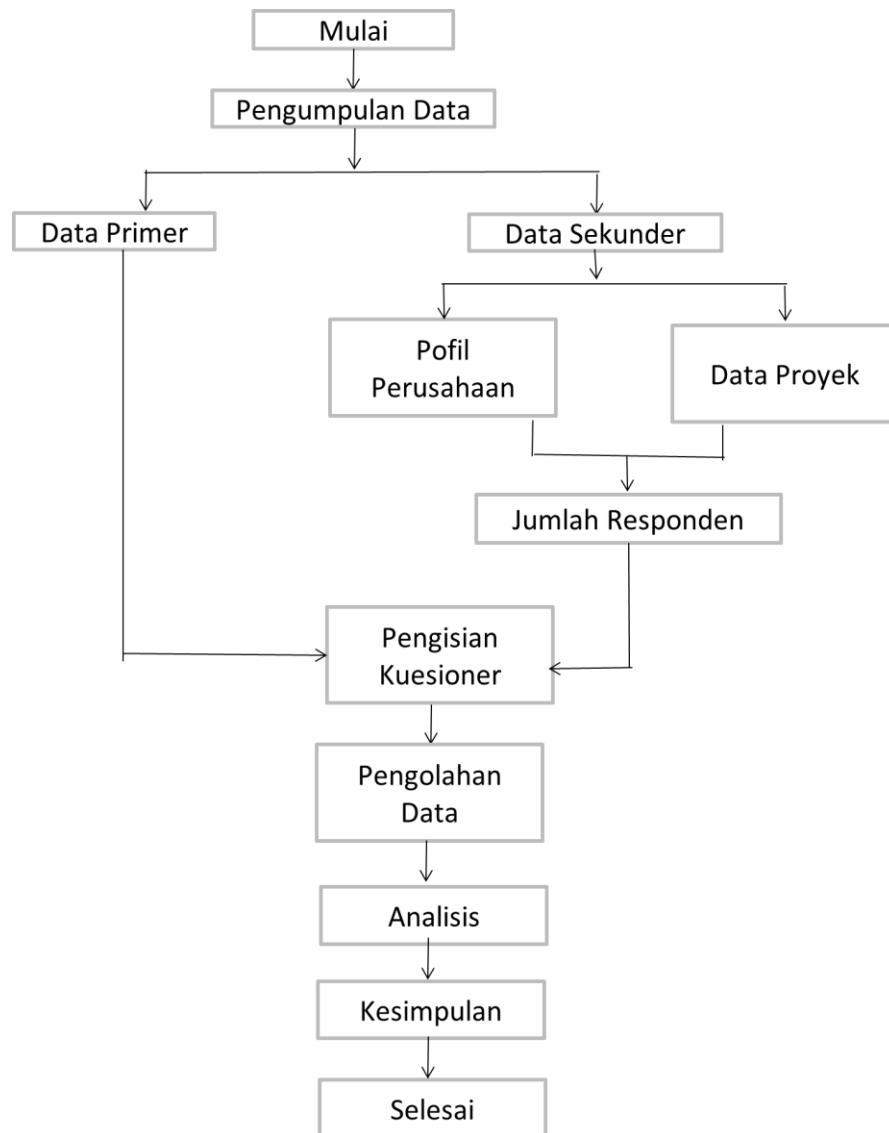 Mulai
Pengumpulan Data
Data Primer
Data Sekunder
Pofil
Perusahaan
Data Proyek
Jumlah Responden
Pengisian
Kuesioner
Pengolahan
Data
Analisis
Kesimpulan
Selesai